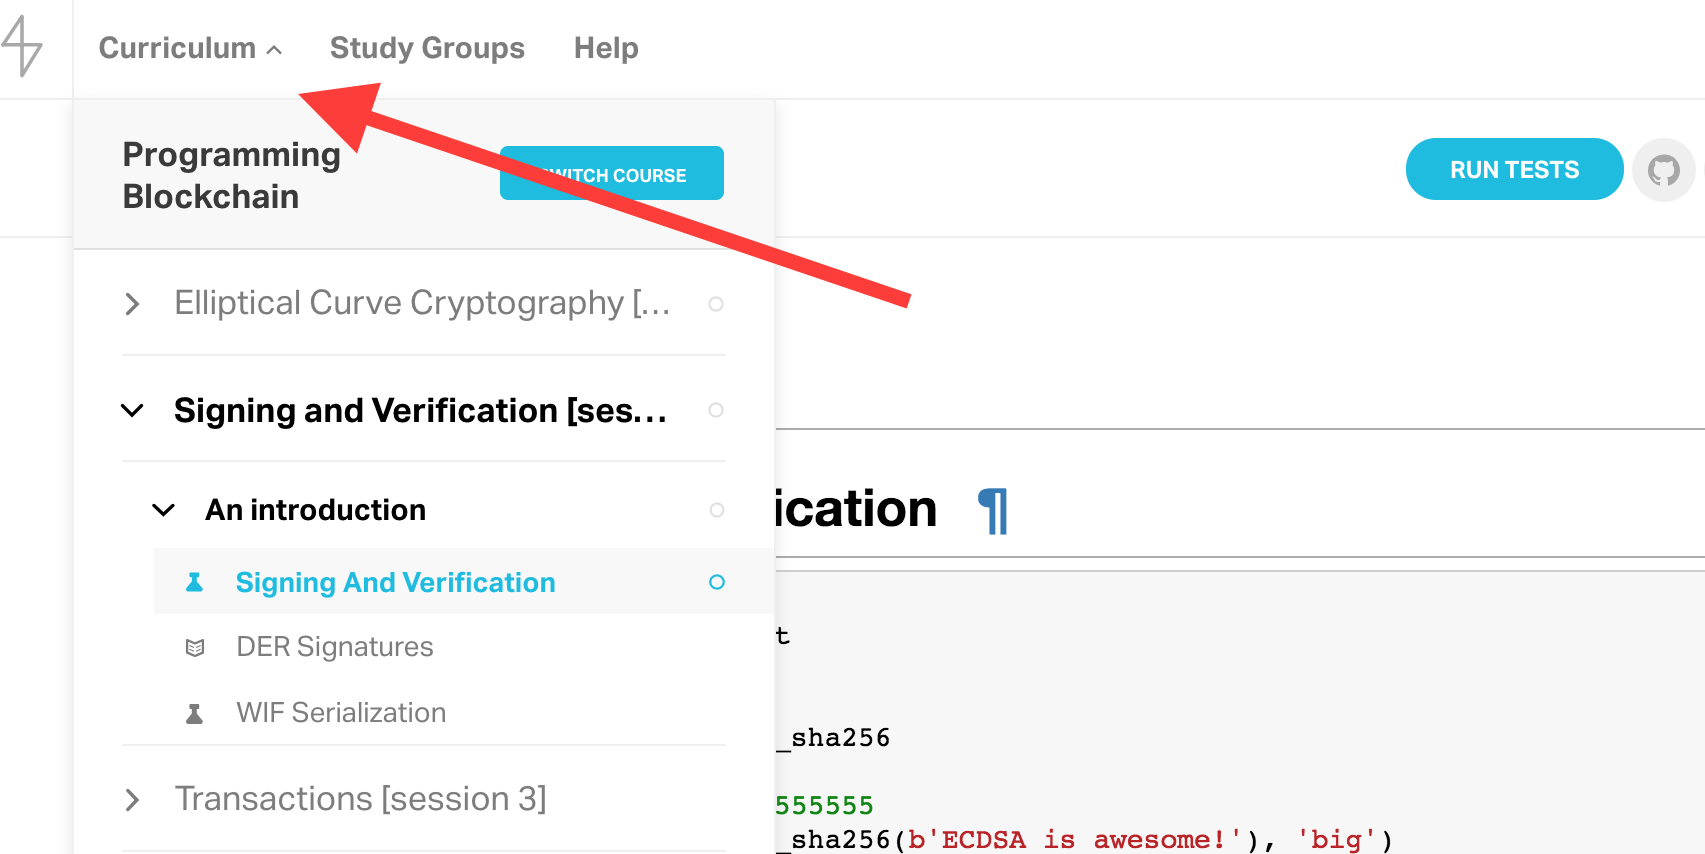 Curriculum Study Groups Help
Programming
Blockchain
WITCH COURSE
RUN TESTS
Elliptical Curve Cryptography [...
Signing and Verification [ses...
ication ¶
An introduction
Signing And Verification
t
DER Signatures
WIF Serialization
_sha256
Transactions [session 3]
555555
_sha256(b'ECDSA is awesome!'), 'big')